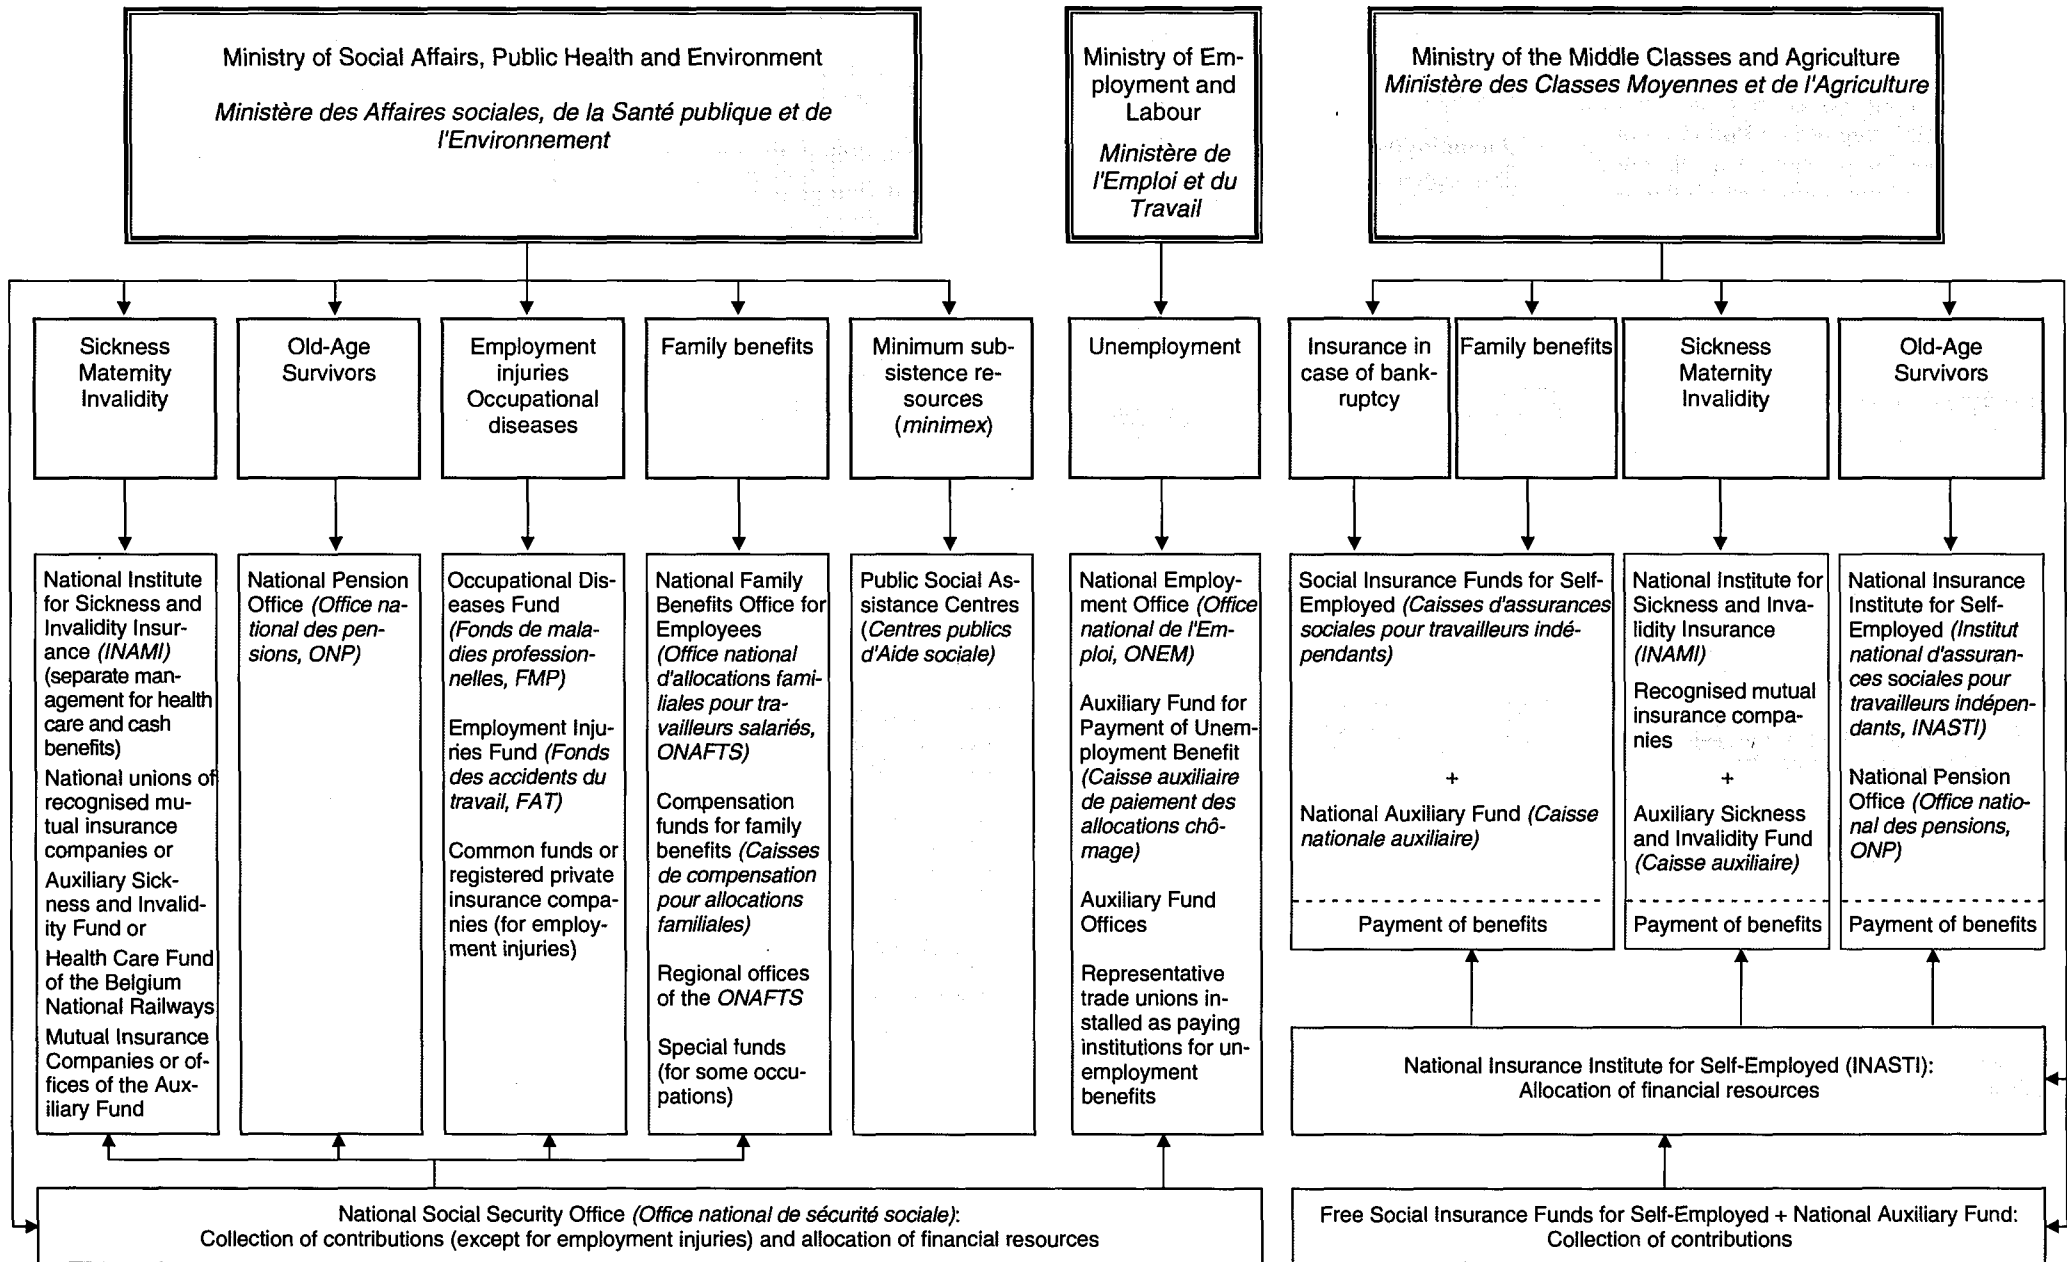 Ministry of Social Affairs, Public Health and Environment
Ministère des Affaires sociales, de la Santé publique et de
l'Environnement
Ministry of Em-
ployment and
Labour
Ministère de
l'Emploi et du
Travail
Ministry of the Middle Classes and Agriculture
Ministère des Classes Moyennes et de l'Agriculture
Sickness
Maternity
Invalidity
Old-Age
Survivors
Employment
injuries
Occupational
diseases
Family benefits
Minimum sub-
sistence re-
sources
(minimex)
Unemployment
Insurance in
case of bank-
ruptcy
Family benefits
Sickness
Maternity
Invalidity
Old-Age
Survivors
National Institute
for Sickness and
Invalidity Insur-
ance (INAMI)
(separate man-
agement for health
care and cash
benefits)
National unions of
recognised mu-
tual insurance
companies or
Auxiliary Sick-
ness and Invalid-
ity Fund or
Health Care Fund
of the Belgium
National Railways
Mutual Insurance
Companies or of-
fices of the Aux-
iliary Fund
National Pension
Office (Office na-
tional des pen-
sions, ONP)
Occupational Dis-
eases Fund
(Fonds de mala-
dies profession-
nelles, FMP)
Employment Inju-
ries Fund (Fonds
des accidents du
travail, FAT)
Common funds or
registered private
insurance compa-
nies (for employ-
ment injuries)
National Family
Benefits Office for
Employees
(Office national
d'allocations fami-
liales pour tra-
vailleurs salariés,
ONAFTS)
Compensation
funds for family
benefits (Caisses
de compensation
pour allocations
familiales)
Regional offices
of the ONAFTS
Special funds
(for some occu-
pations)
Public Social As-
sistance Centres
(Centres publics
d'Aide sociale)
National Employ-
ment Office (Office
national de l'Em-
ploi, ONEM)
Auxiliary Fund for
Payment of Unem-
ployment Benefit
(Caisse auxiliaire
de paiement des
allocations chô-
mage)
Auxiliary Fund
Offices
Representative
trade unions in-
stalled as paying
institutions for un-
employment
benefits
Social Insurance Funds for Self-
Employed (Caisses d'assurances
sociales pour travailleurs indé-
pendants)
+
National Auxiliary Fund (Caisse
nationale auxiliaire)
Payment of benefits
National Institute for
Sickness and Inva-
lidity Insurance
(INAMI)
Recognised mutual
insurance compa-
nies
+
Auxiliary Sickness
and Invalidity Fund
(Caisse auxiliaire)
Payment of benefits
National Insurance
Institute for Self-
Employed (Institut
national d'assuran-
ces sociales pour
travailleurs indépen-
dants, INASTI)
National Pension
Office (Office natio-
nal des pensions,
ONP)
Payment of benefits
National Insurance Institute for Self-Employed (INASTI):
Allocation of financial resources
National Social Security Office (Office national de sécurité sociale):
Collection of contributions (except for employment injuries) and allocation of financial resources
Free Social Insurance Funds for Self-Employed + National Auxiliary Fund:
Collection of contributions